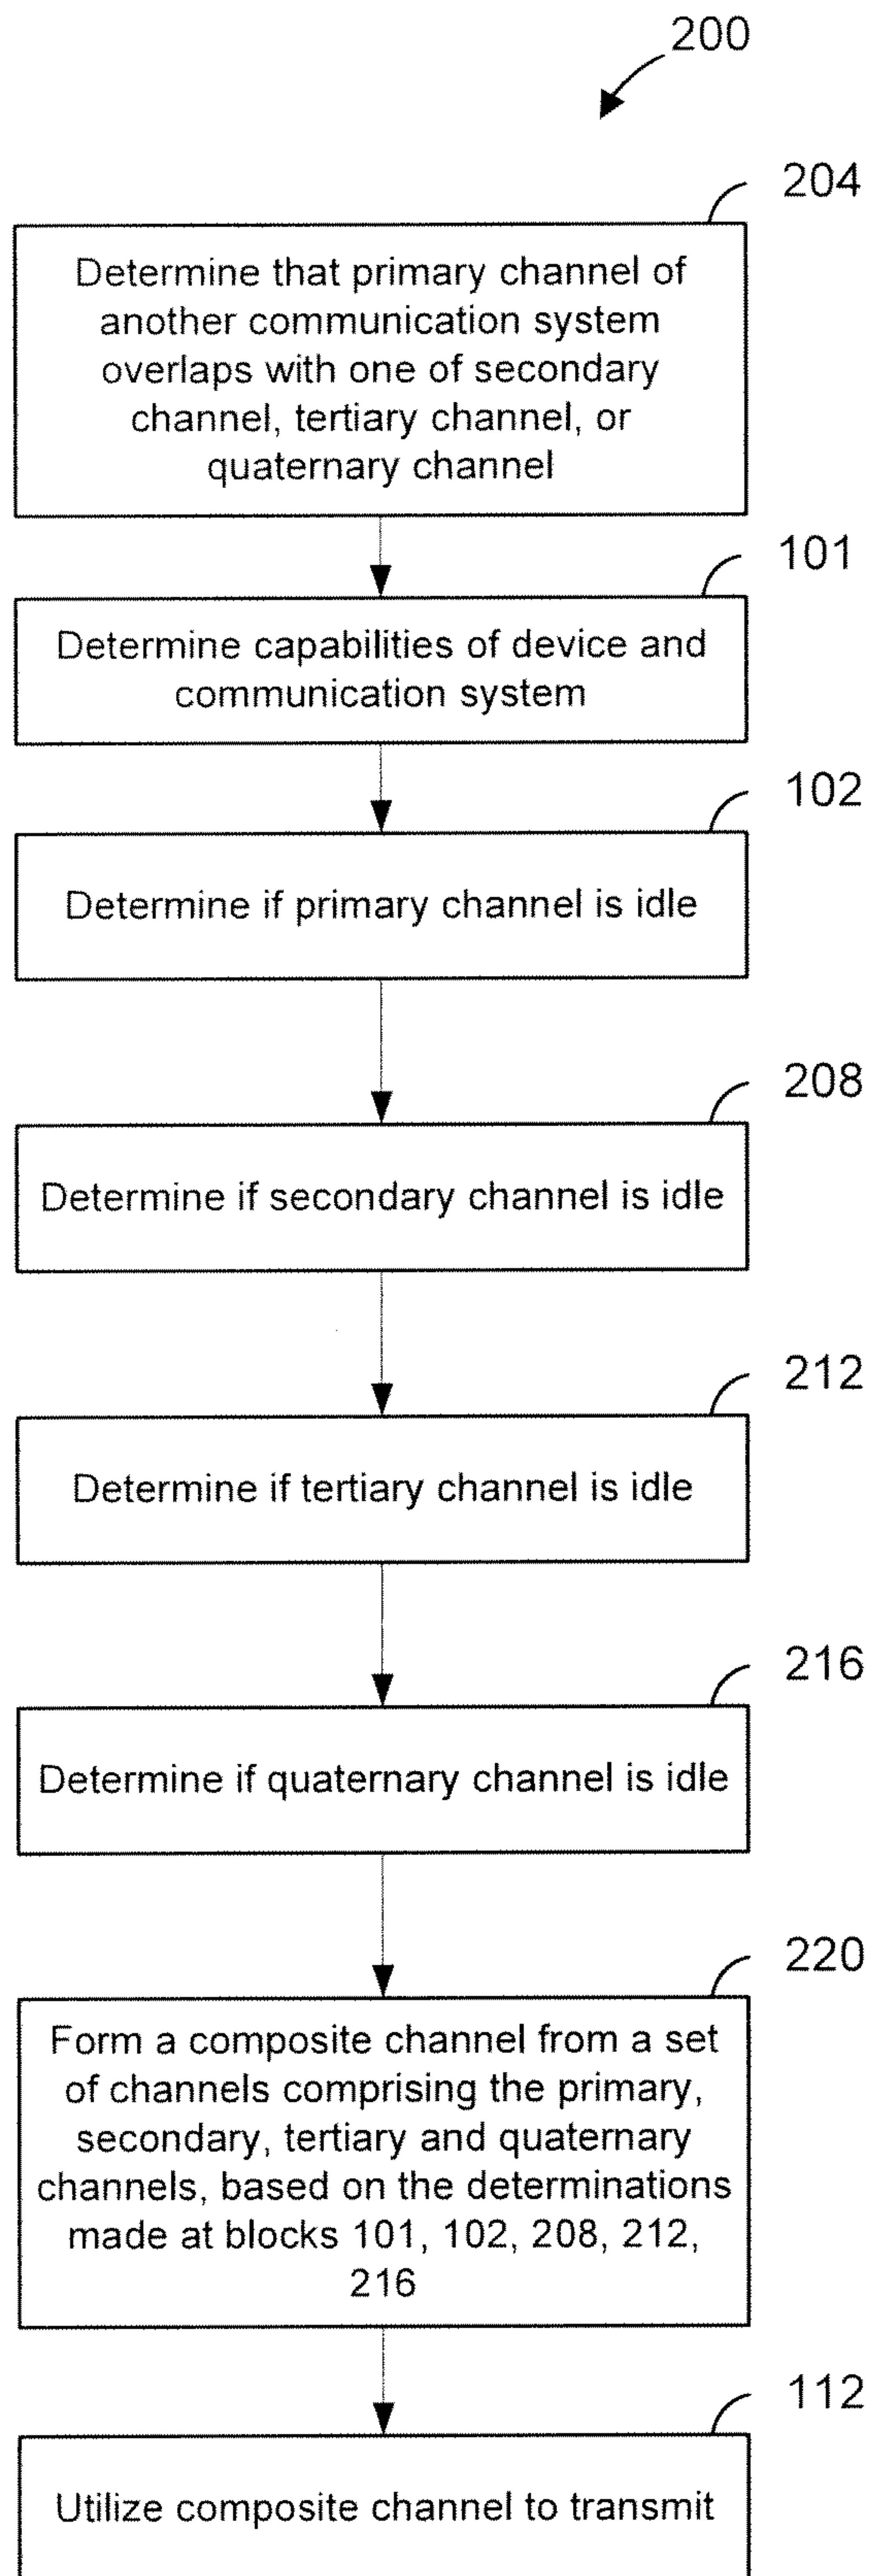 200
204
Determine that primary channel of
another communication system
overlaps with one of secondary
channel, tertiary channel, or
quaternary channel
101
Determine capabilities of device and
communication system
102
Determine if primary channel is idle
208
Determine if secondary channel is idle
212
Determine if tertiary channel is idle
216
Determine if quaternary channel is idle
220
Form a composite channel from a set
of channels comprising the primary,
secondary, tertiary and quaternary
channels, based on the determinations
made at blocks 101, 102, 208, 212,
216
112
Utilize composite channel to transmit